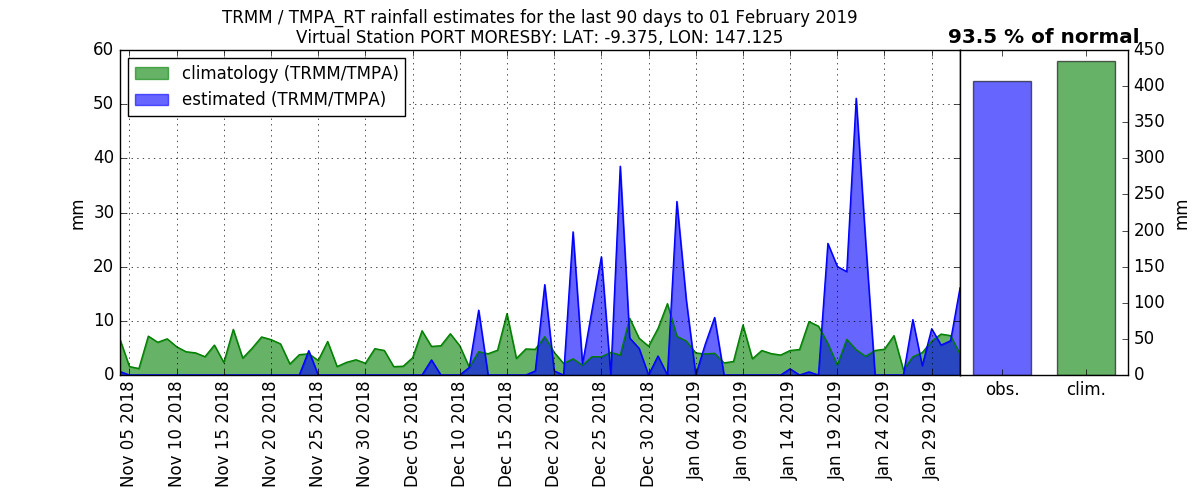 TRMM / TMPA_RT rainfall estimates for the last 90 days to 01 February 2019
Virtual Station PORT MORESBY: LAT: -9.375, LON: 147.125
93.5 % of normal
climatology (TRMM/TMPA)
estimated (TRMM/TMPA)
60
50
40
30
20
10
0
mm
450
400
350
300
250
200
150
100
50
0
mm
Nov 05 2018
Nov 10 2018
Nov 15 2018
Nov 20 2018
Nov 25 2018
Nov 30 2018
Dec 05 2018
Dec 10 2018
Dec 15 2018
Dec 20 2018
Dec 25 2018
Dec 30 2018
Jan 04 2019
Jan 09 2019
Jan 14 2019
Jan 19 2019
Jan 24 2019
Jan 29 2019
obs.
clim.